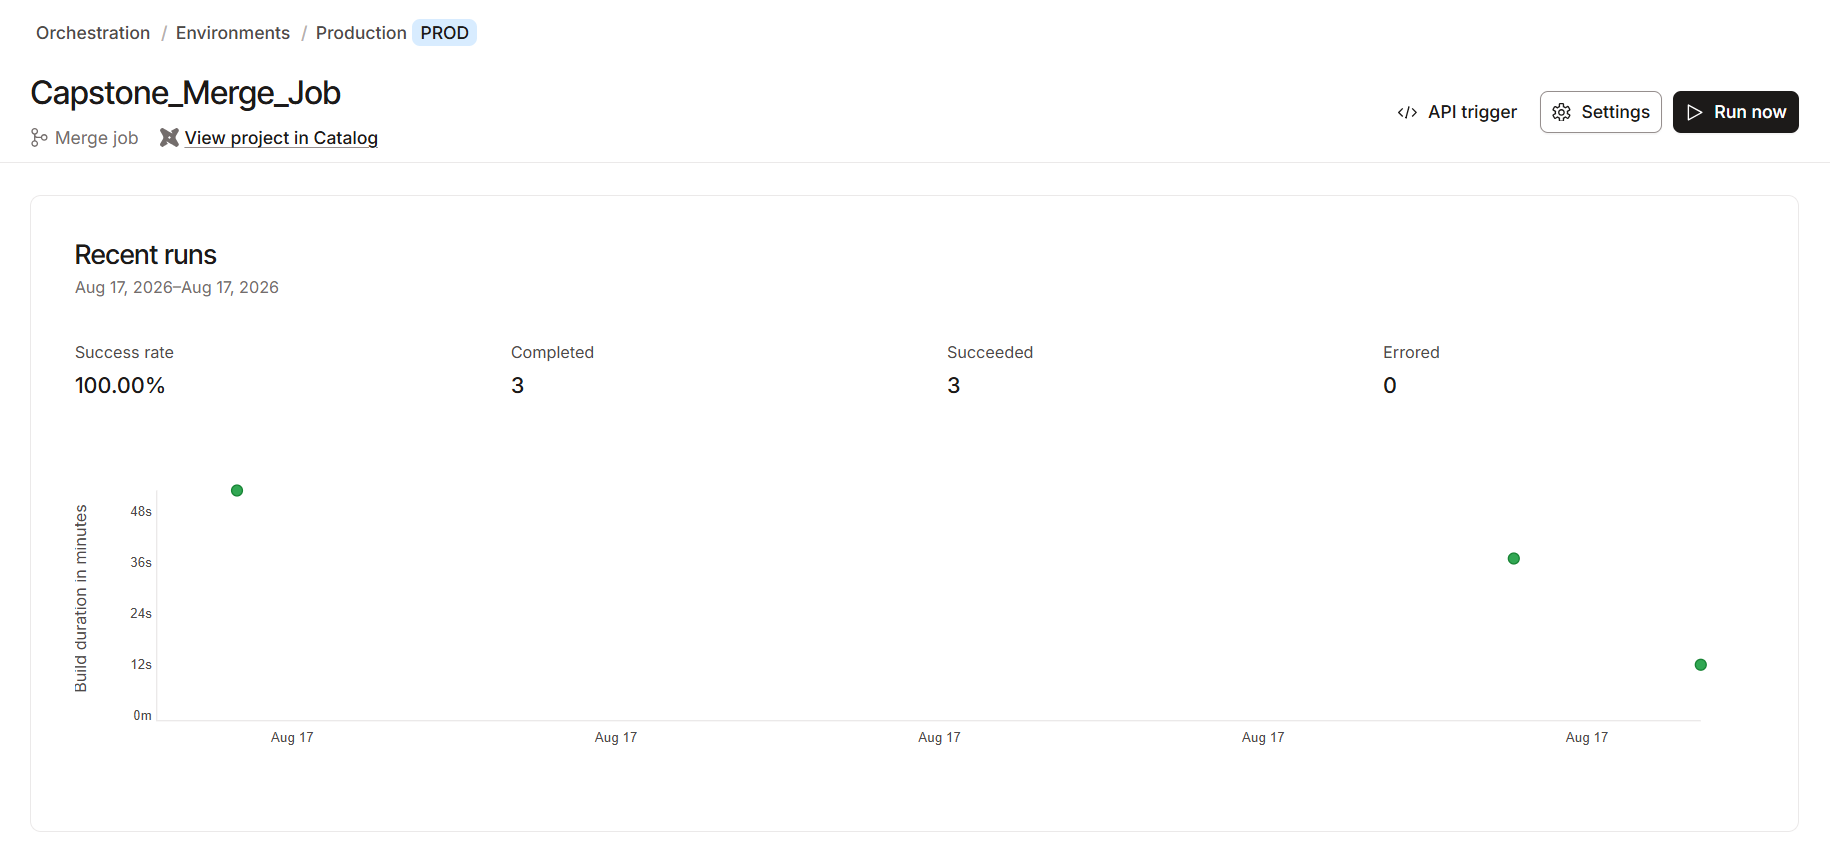 Orchestration / Environments / Production PROD
Capstone_Merge_Job
Merge job View project in Catalog
</> API trigger Settings Run now
Recent runs
Aug 17, 2026–Aug 17, 2026
Success rate Completed Succeeded Errored
100.00% 3 3 0
Build duration in minutes
48s
36s
24s
12s
0m
Aug 17 Aug 17 Aug 17 Aug 17 Aug 17